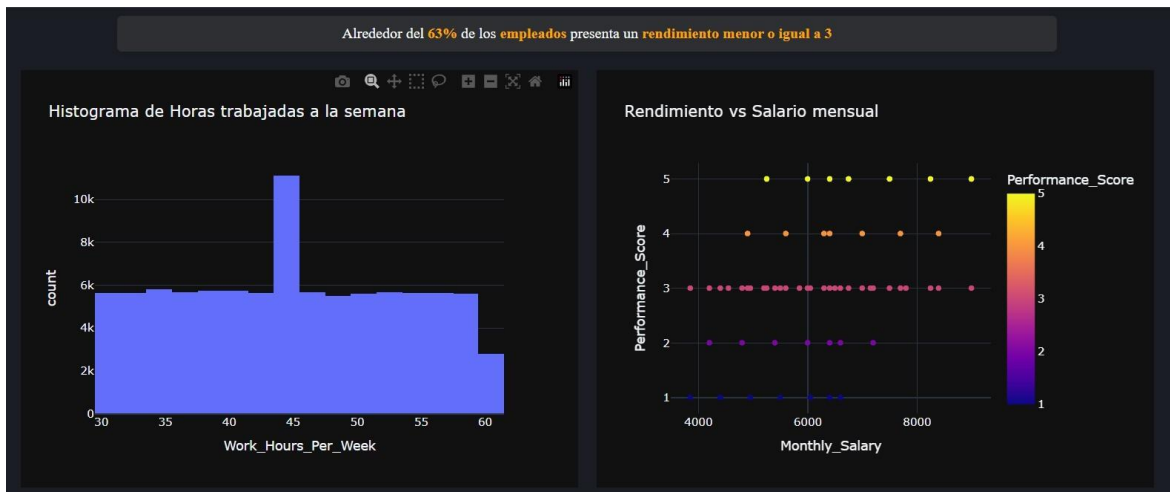 Alrededor del 63% de los empleados presenta un rendimiento menor o igual a 3
Histograma de Horas trabajadas a la semana
10k
8k
6k
4k
2k
0
count
30 35 40 45 50 55 60
Work_Hours_Per_Week
Rendimiento vs Salario mensual
5
4
3
2
1
Performance_Score
4000 6000 8000
Monthly_Salary
Performance_Score
5
4
3
2
1